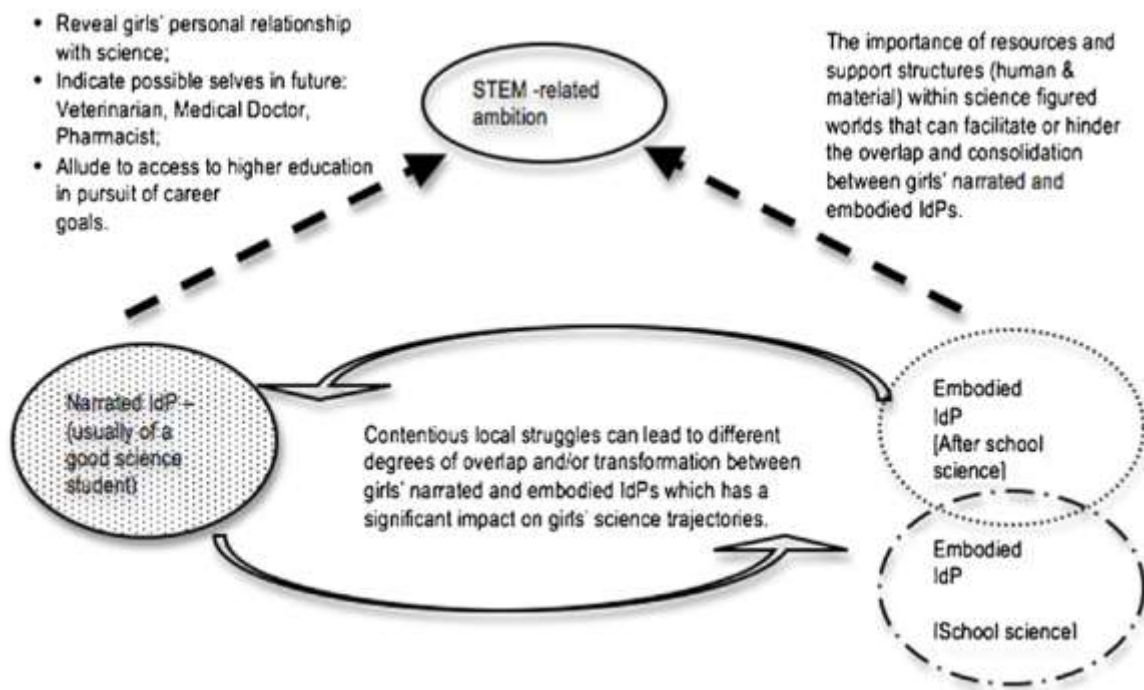 • Reveal girls' personal relationship
with science;
• Indicate possible selves in future:
Veterinarian, Medical Doctor,
Pharmacist;
• Allude to access to higher education
in pursuit of career
goals.
STEM -related
ambition
The importance of resources and
support structures (human &
material) within science figured
worlds that can facilitate or hinder
the overlap and consolidation
between girls' narrated and
embodied IdPs.
Narrated IdP –
(usually of a
good science
student)
Contentious local struggles can lead to different
degrees of overlap and/or transformation between
girls' narrated and embodied IdPs which has a
significant impact on girls' science trajectories.
Embodied
IdP
[After school
science]
Embodied
IdP
[School science]